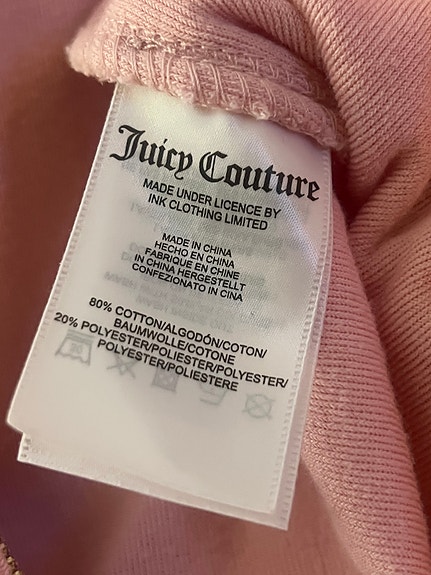 Juicy Couture
MADE UNDER LICENCE BY
INK CLOTHING LIMITED
MADE IN CHINA
HECHO EN CHINA
FABRIQUE EN CHINE
IN CHINA HERGESTELLT
CONFEZIONATO IN CINA
80% COTTON/ALGODÓN/COTON/
BAUMWOLLE/COTONE
20% POLYESTER/POLIESTER/POLYESTER/
POLYESTER/POLIESTERE